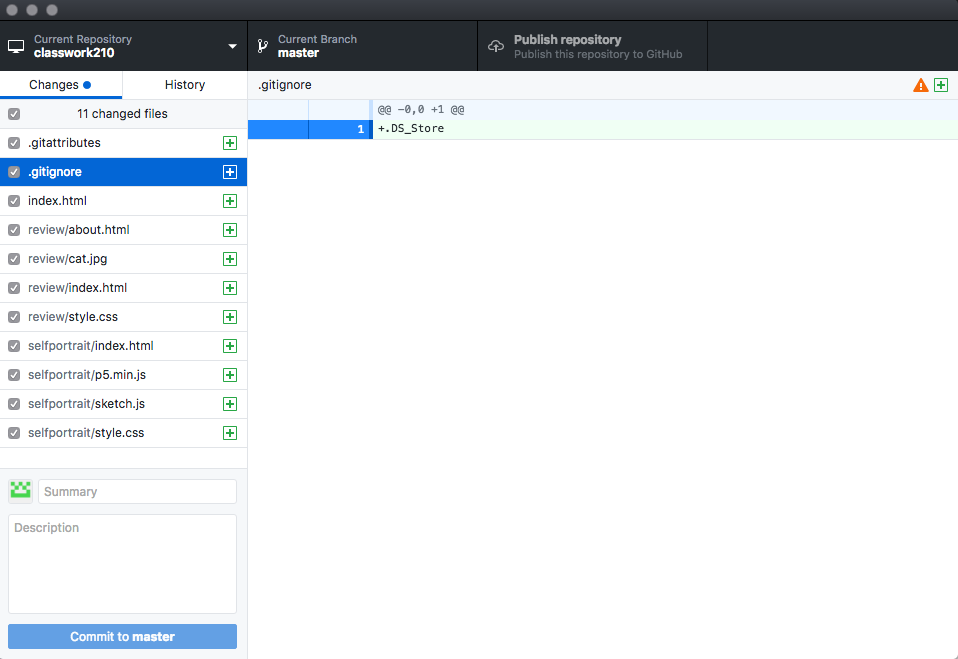 Current Repository
classwork210
Current Branch
master
Publish repository
Publish this repository to GitHub
Changes
History
.gitignore
11 changed files
@@ -0,0 +1 @@
1 +.DS_Store
.gitattributes
.gitignore
index.html
review/about.html
review/cat.jpg
review/index.html
review/style.css
selfportrait/index.html
selfportrait/p5.min.js
selfportrait/sketch.js
selfportrait/style.css
Summary
Description
Commit to master